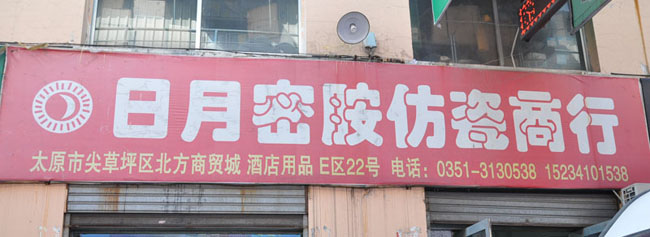 日月密胺仿瓷商行
太原市尖草坪区北方商贸城 酒店用品 E区22号 电话：0351-3130538 15234101538